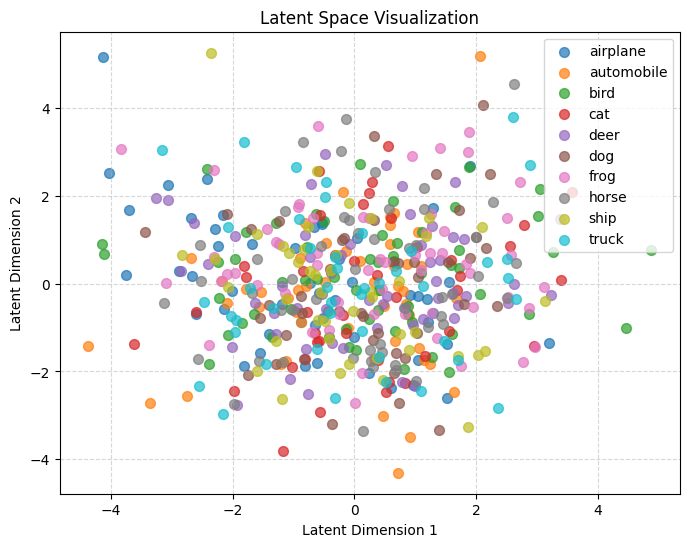 Latent Space Visualization
airplane
automobile
bird
cat
deer
dog
frog
horse
ship
truck
4
2
0
−2
−4
Latent Dimension 2
−4
−2
0
2
4
Latent Dimension 1